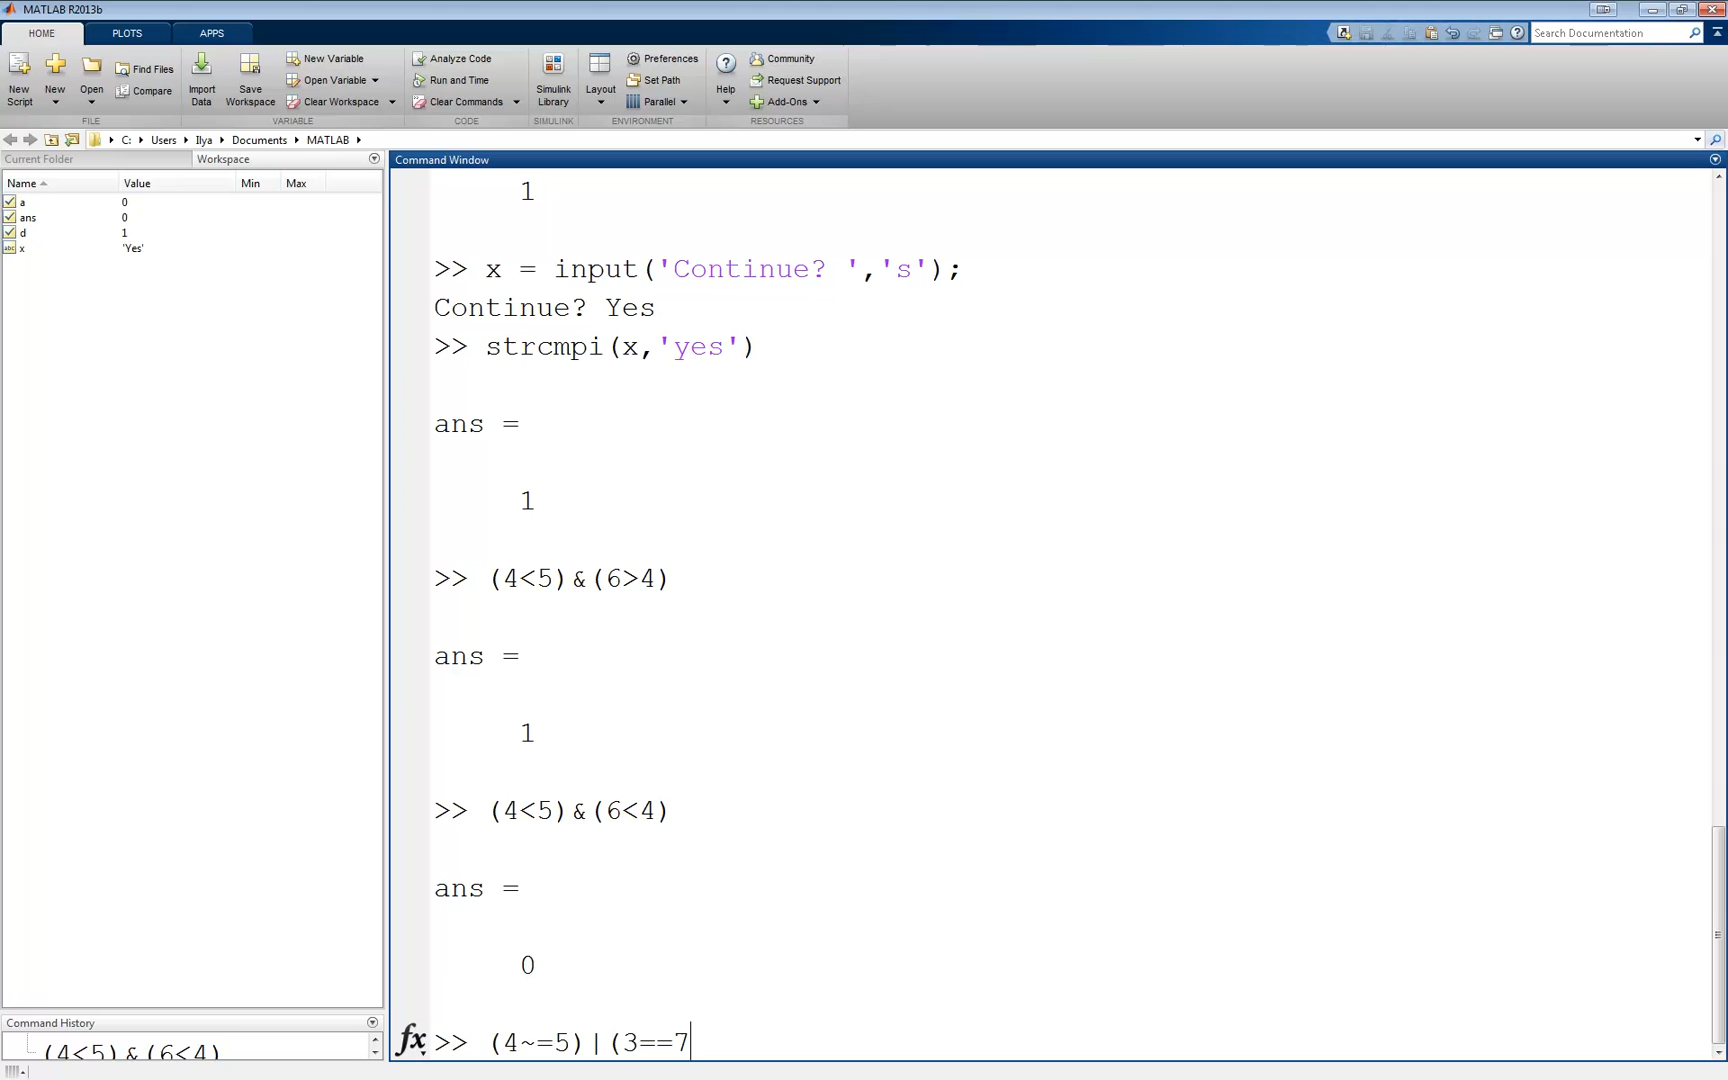 MATLAB R2013b
HOME PLOTS APPS
Search Documentation
New Script
New
Open
Find Files
Compare
Import Data
Save Workspace
New Variable
Open Variable
Clear Workspace
Analyze Code
Run and Time
Clear Commands
Simulink Library
Layout
Preferences
Set Path
Parallel
Help
Community
Request Support
Add-Ons
FILE VARIABLE CODE SIMULINK ENVIRONMENT RESOURCES
C: Users Ilya Documents MATLAB
Current Folder Workspace
Name Value Min Max
a 0
ans 0
d 1
abc x 'Yes'
Command History
(4<5)&(6<4)
Command Window
1
>> x = input('Continue? ','s');
Continue? Yes
>> strcmpi(x,'yes')
ans =
1
>> (4<5)&(6>4)
ans =
1
>> (4<5)&(6<4)
ans =
0
fx >> (4~=5)|(3==7